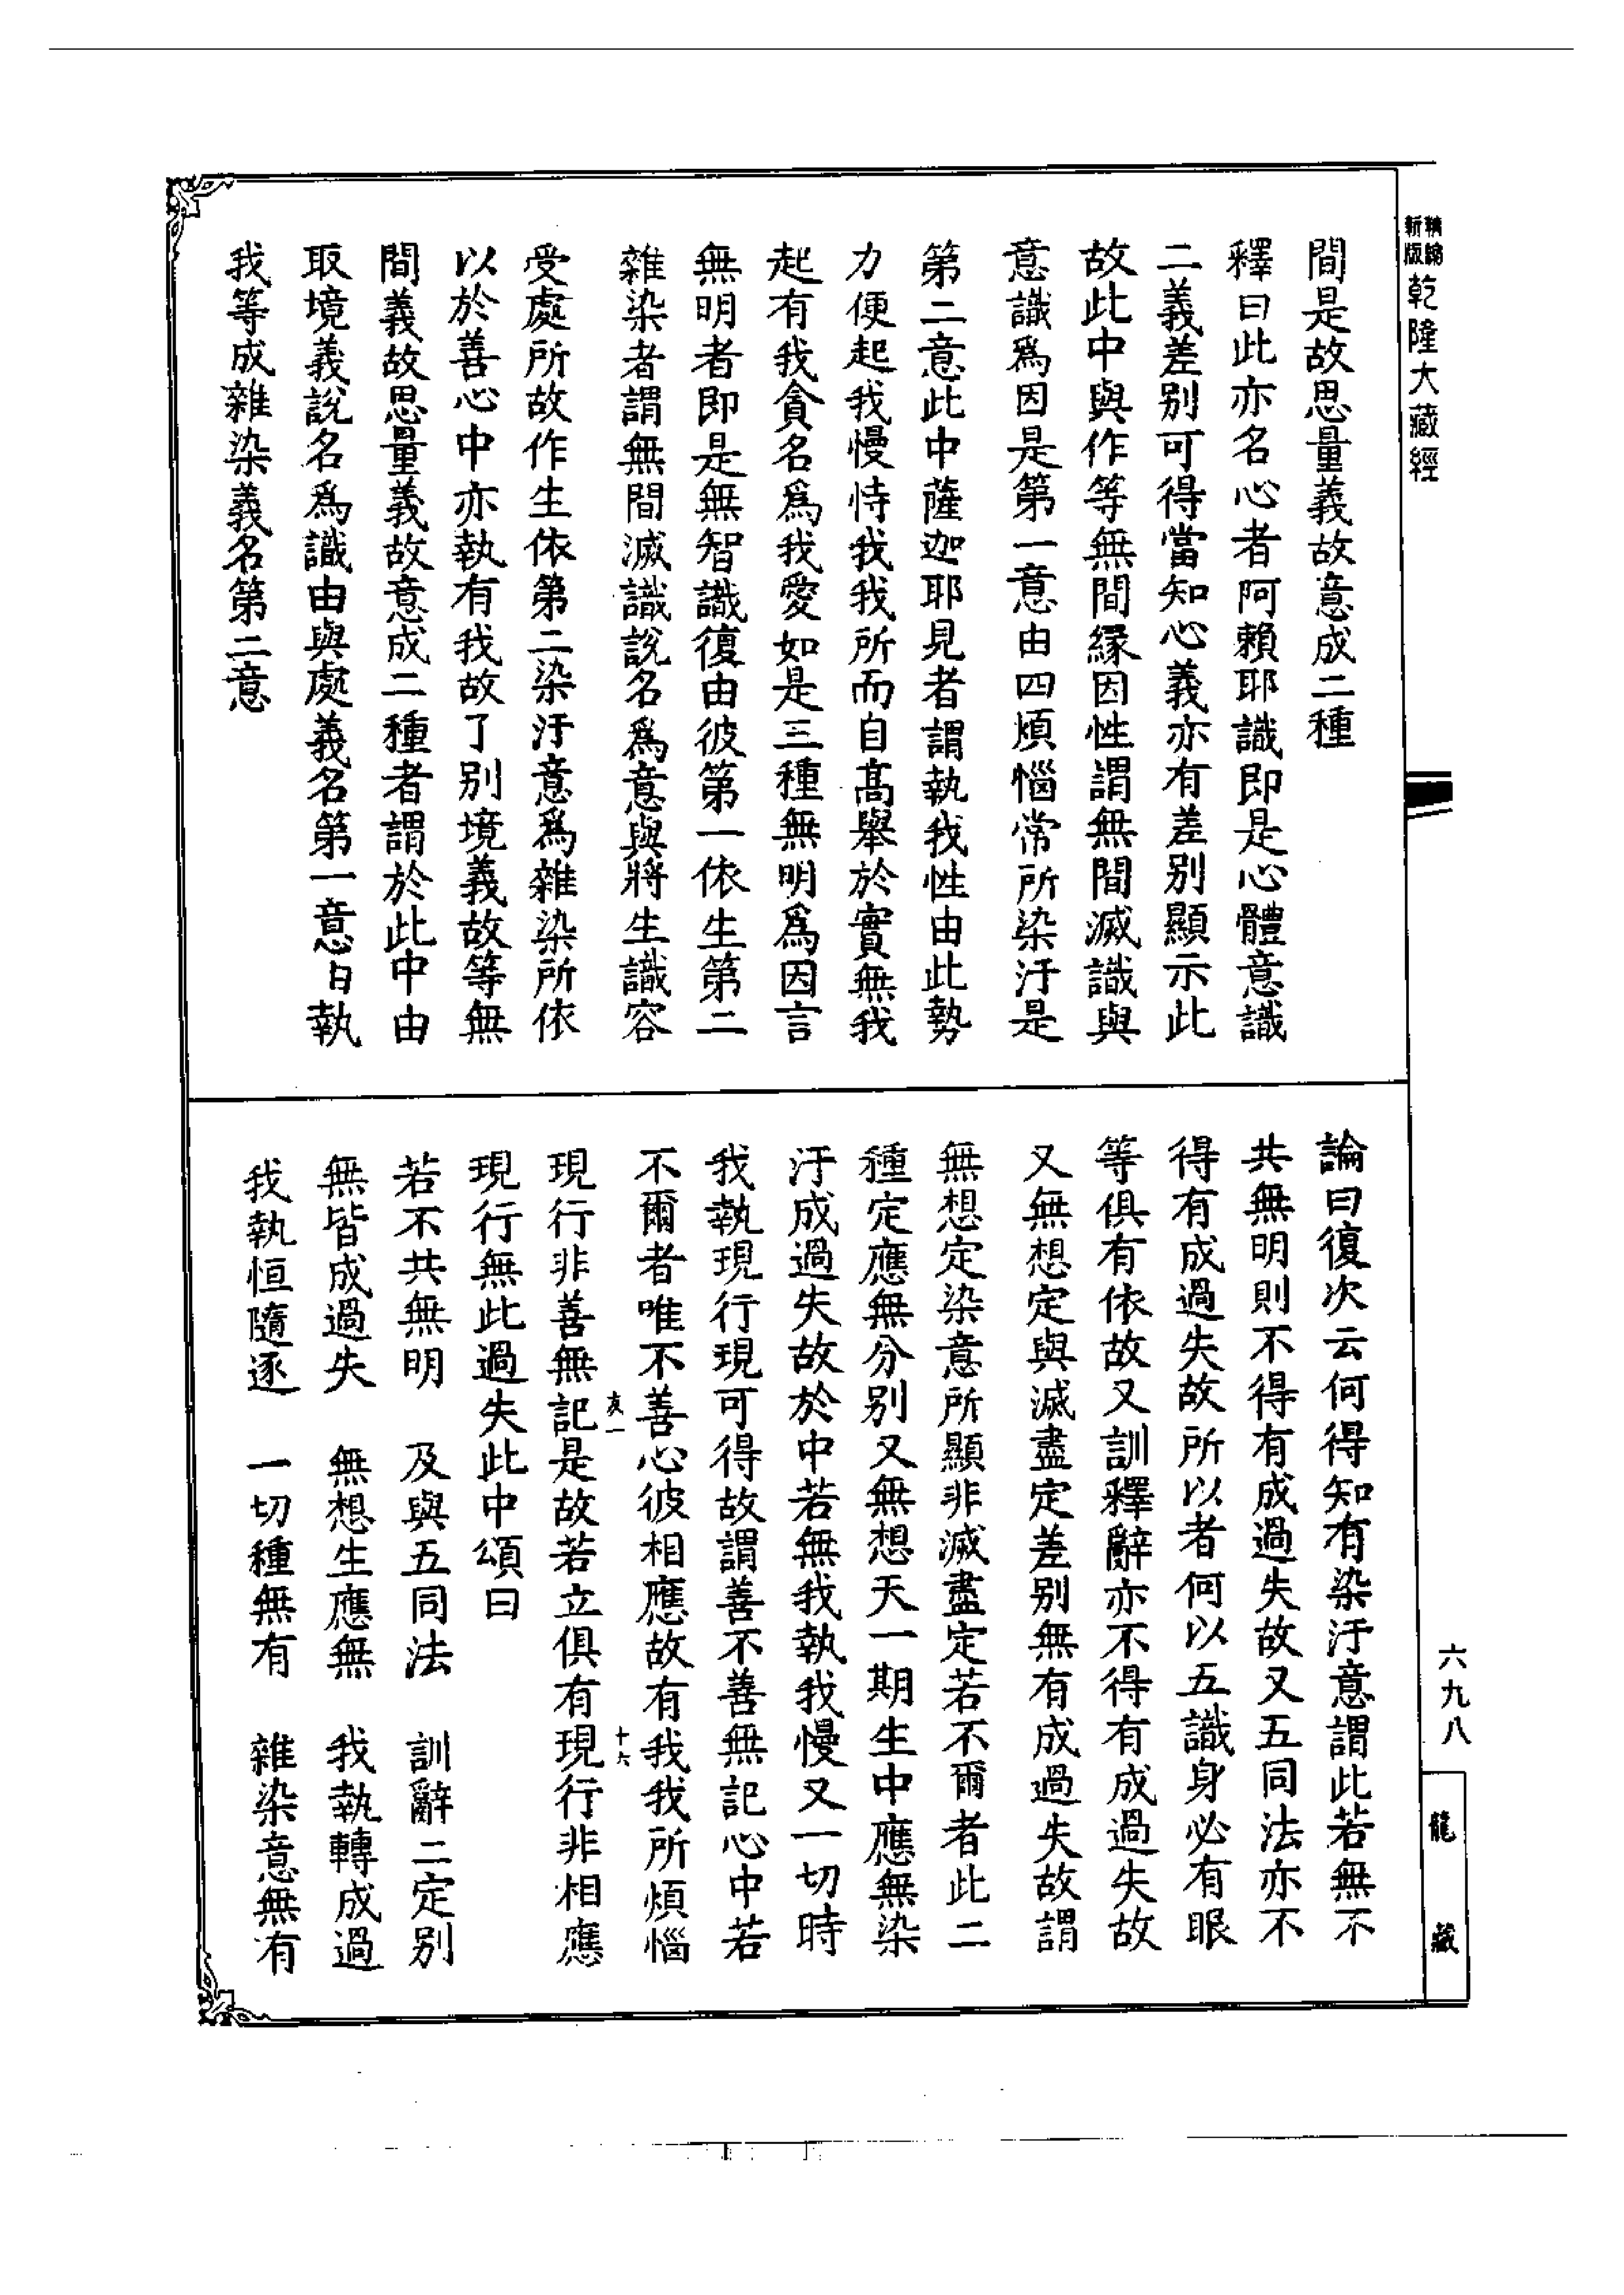 精編
新版
乾隆大藏經
間是故思量義故意成二種
釋曰此亦名心者阿賴耶識即是心體意識
二義差别可得當知心義亦有差别顯示此
故此中與作等無間緣因性謂無間滅識與
意識爲因是第一意由四煩惱常所染汙是
第二意此中薩迦耶見者謂執我性由此勢
力便起我慢恃我我所而自髙舉於實無我
起有我貪名爲我愛如是三種無明爲因言
無明者即是無智識復由彼第一依生第二
雜染者謂無間滅識說名爲意與將生識容
受處所故作生依第二染汙意爲雜染所依
以於善心中亦執有我故了别境義故等無
間義故思量義故意成二種者謂於此中由
取境義說名爲識由與處義名第一意由執
我等成雜染義名第二意
論曰復次云何得知有染汙意謂此若無不
共無明則不得有成過失故又五同法亦不
得有成過失故所以者何以五識身必有眼
等俱有依故又訓釋辭亦不得有成過失故
又無想定與滅盡定差别無有成過失故謂
無想定染意所顯非滅盡定若不爾者此二
種定應無分别又無想天一期生中應無染
汙成過失故於中若無我執我慢又一切時
我執現行現可得故謂善不善無記心中若
不爾者唯不善心彼相應故有我我所煩惱
現行非善無記是故若立俱有現行非相應
現行無此過失此中頌曰
若不共無明　及與五同法　訓辭二定别
無皆成過失　無想生應無　我執轉成過
我執恒隨逐　一切種無有　雜染意無有
十六
六九八
龍藏